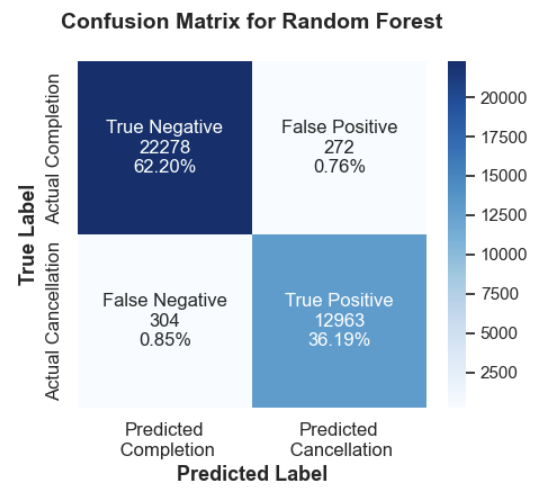 Confusion Matrix for Random Forest
True Label
Actual Completion
Actual Cancellation
True Negative
22278
62.20%
False Positive
272
0.76%
False Negative
304
0.85%
True Positive
12963
36.19%
Predicted
Completion
Predicted
Cancellation
Predicted Label
20000
17500
15000
12500
10000
7500
5000
2500